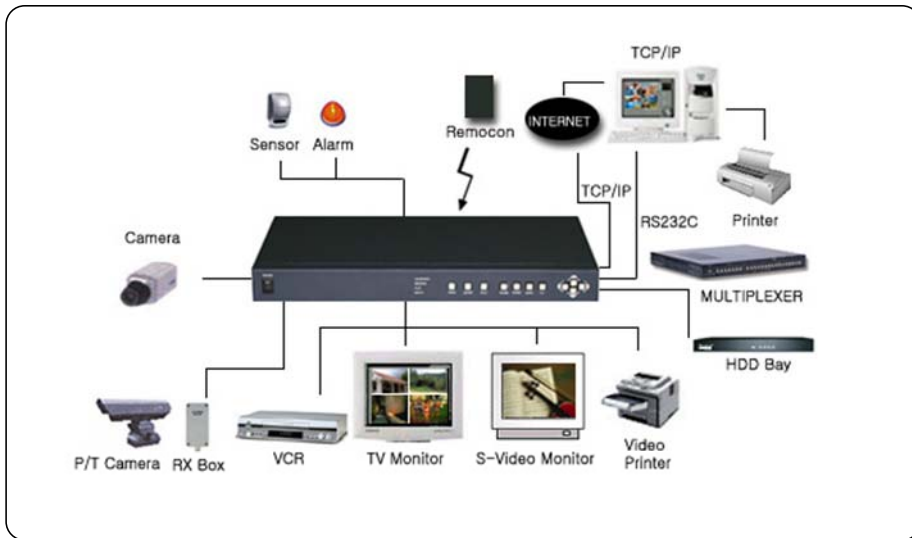 TCP/IP
Sensor Alarm
Remocon
INTERNET
TCP/IP
RS232C
Printer
Camera
MULTIPLEXER
HDD Bay
P/T Camera
RX Box
VCR
TV Monitor
S-Video Monitor
Video
Printer